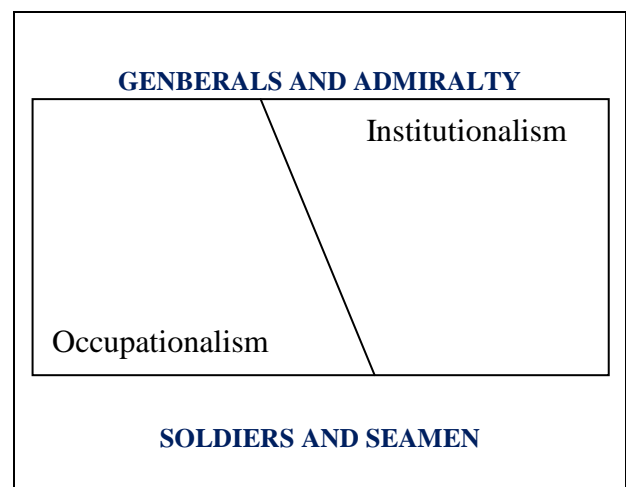 GENBERALS AND ADMIRALTY
Institutionalism
Occupationalism
SOLDIERS AND SEAMEN